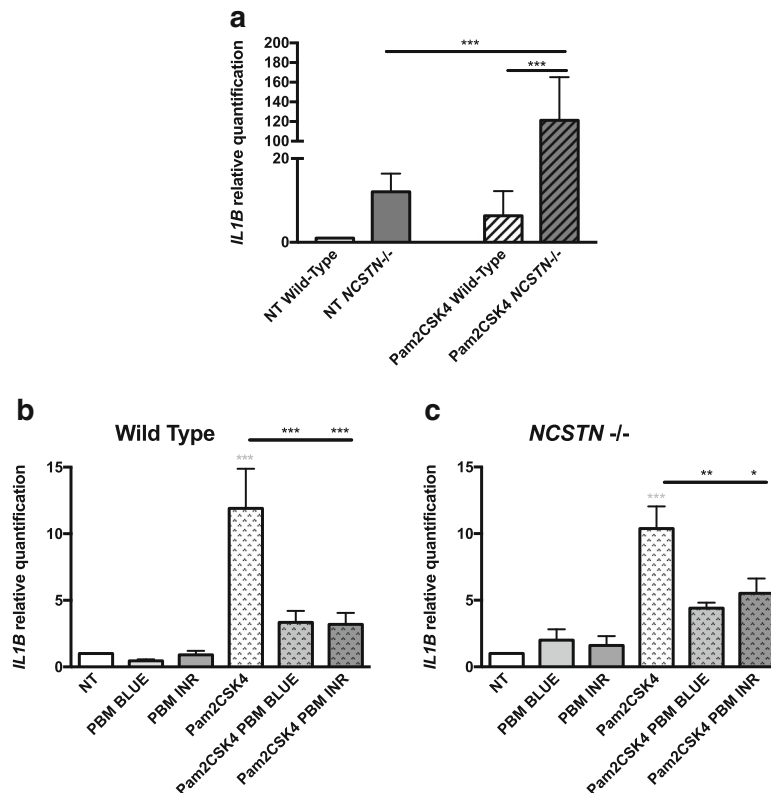 a
IL1B relative quantification
200
180
160
140
120
100
20
0
***
***
NT Wild-Type
NT NCSTN-/-
Pam2CSK4 Wild-Type
Pam2CSK4 NCSTN-/-
b
Wild Type
IL1B relative quantification
15
10
5
0
***
***
***
NT
PBM BLUE
PBM INR
Pam2CSK4
Pam2CSK4 PBM BLUE
Pam2CSK4 PBM INR
c
NCSTN -/-
IL1B relative quantification
15
10
5
0
***
**
*
NT
PBM BLUE
PBM INR
Pam2CSK4
Pam2CSK4 PBM BLUE
Pam2CSK4 PBM INR